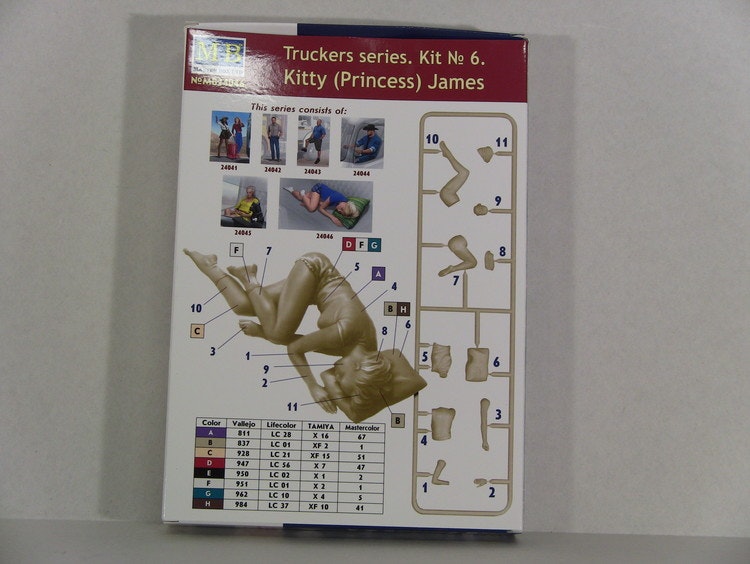 M-B
Truckers series. Kit № 6.
Kitty (Princess) James
This series consists of:
24041 24042 24043 24044
24045 24046
10 11
9
8
7
5 6
3
4
1 2
F 7 D F G
A
5
4
10
B H
C
8 6
3
1
9
2
11
B
Color Vallejo Lifecolor TAMIYA Mastercolor
A 811 LC 28 X 16 67
B 837 LC 01 XF 2 1
C 928 LC 21 XF 15 51
D 947 LC 56 X 7 47
E 950 LC 02 X 1 2
F 951 LC 01 X 2 1
G 962 LC 10 X 4 5
H 984 LC 37 XF 10 41